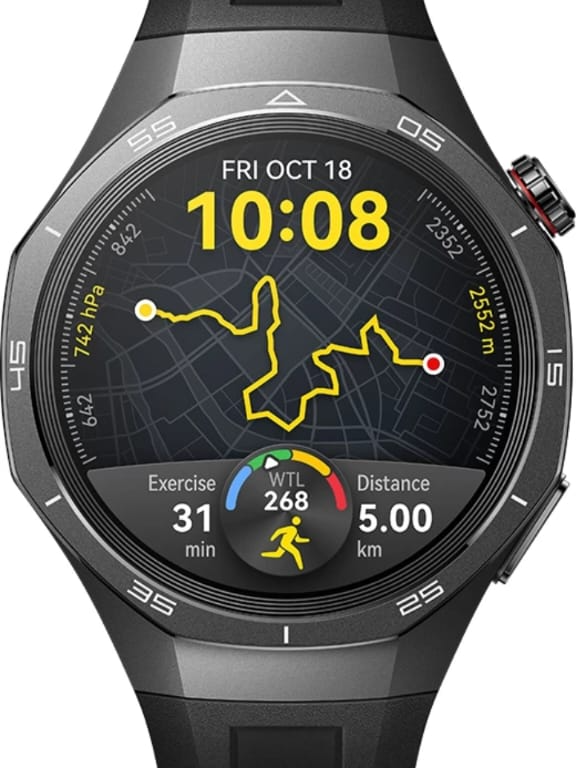 55
05
FRI OCT 18
10:08
842
2352
742 hPa
2552 m
45
15
642
2752
Exercise
31
min
WTL
268
Distance
5.00
km
35
25